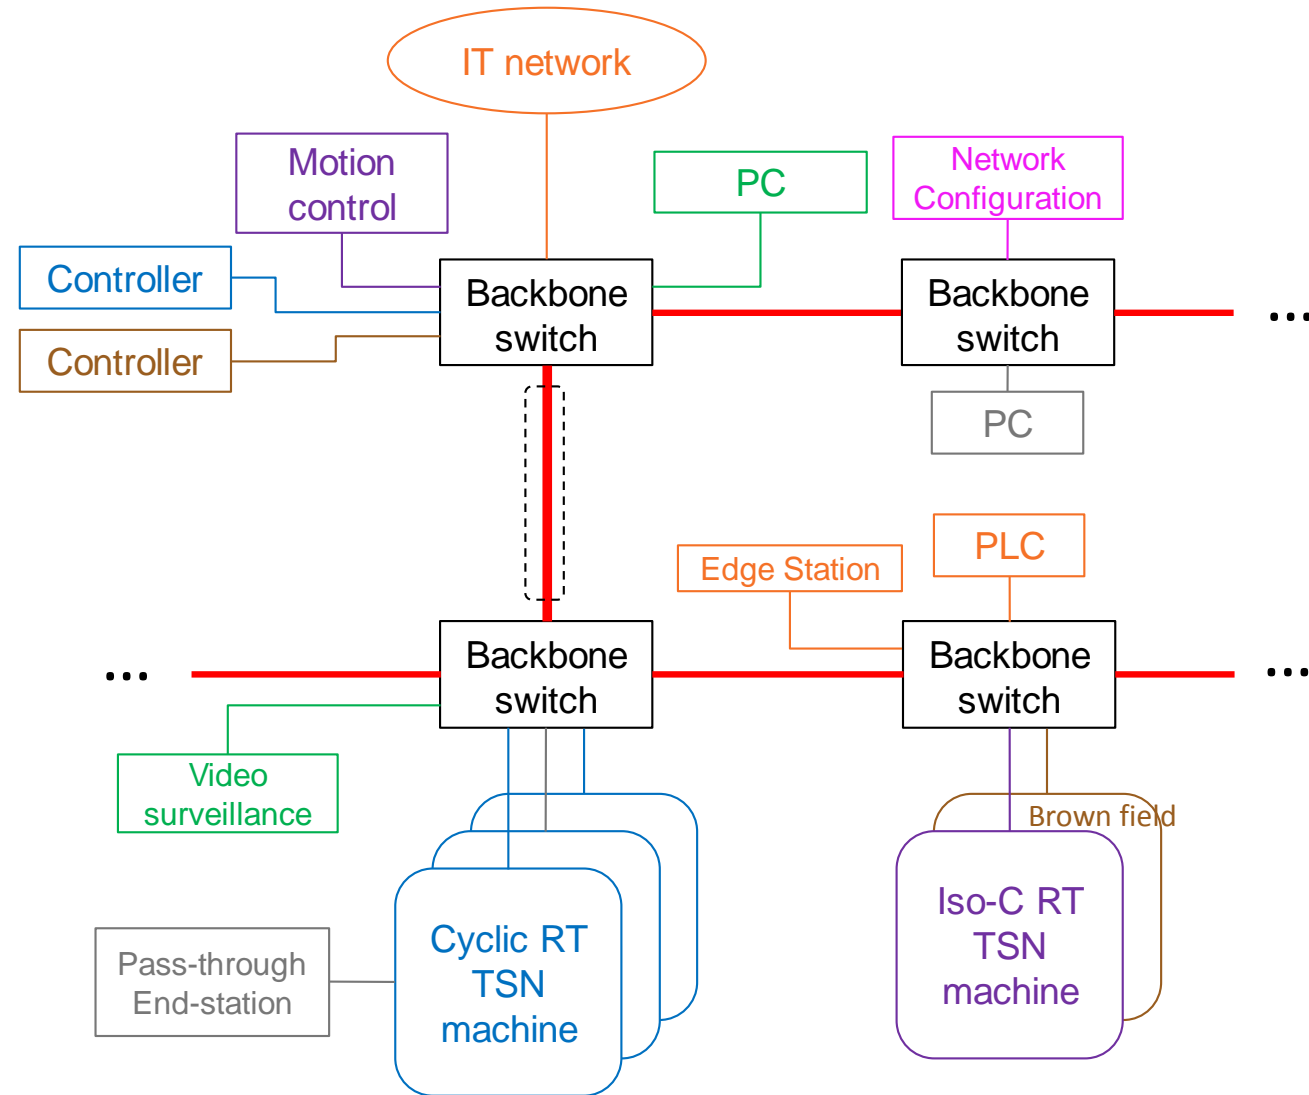 IT network
Motion
control
PC
Network
Configuration
Controller
Controller
Backbone
switch
Backbone
switch
...
PC
Edge Station
PLC
...
Backbone
switch
Backbone
switch
...
Video
surveillance
Brown field
Pass-through
End-station
Cyclic RT
TSN
machine
Iso-C RT
TSN
machine